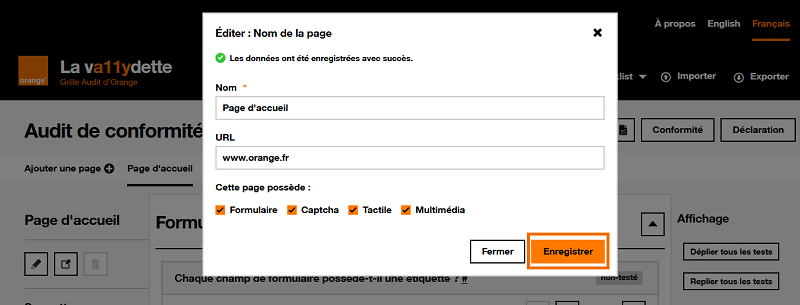 À propos English Français
orange
La va11ydette
Grille Audit d'Orange
Importer Exporter
Audit de conformité
Conformité Déclaration
Ajouter une page Page d'accueil
Éditer : Nom de la page
Les données ont été enregistrées avec succès.
Nom *
Page d'accueil
URL
www.orange.fr
Cette page possède :
Formulaire Captcha Tactile Multimédia
Fermer Enregistrer
Page d'accueil
Affichage
Déplier tous les tests
Replier tous les tests
Chaque champ de formulaire possède-t-il une étiquette ? #
non-testé